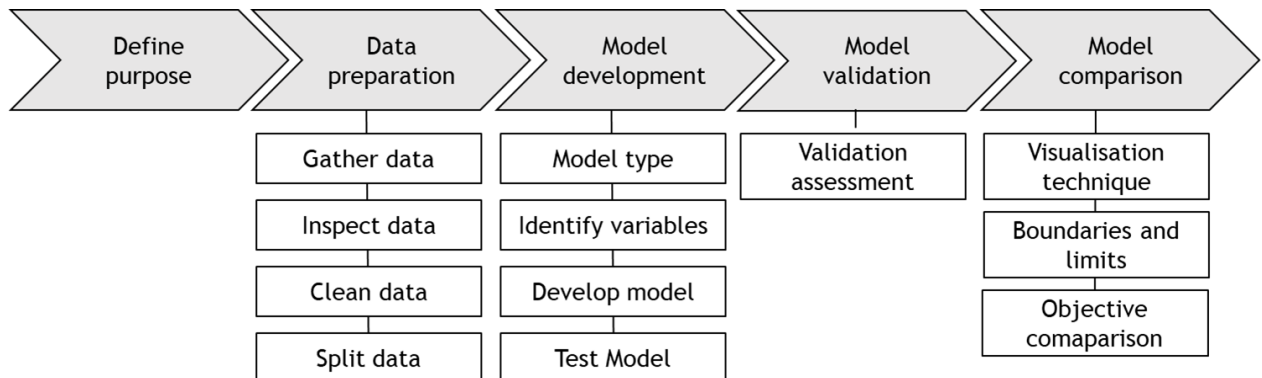 Define
purpose
Data
preparation
Model
development
Model
validation
Model
comparison
Gather data
Inspect data
Clean data
Split data
Model type
Identify variables
Develop model
Test Model
Validation
assessment
Visualisation
technique
Boundaries and
limits
Objective
comaparison